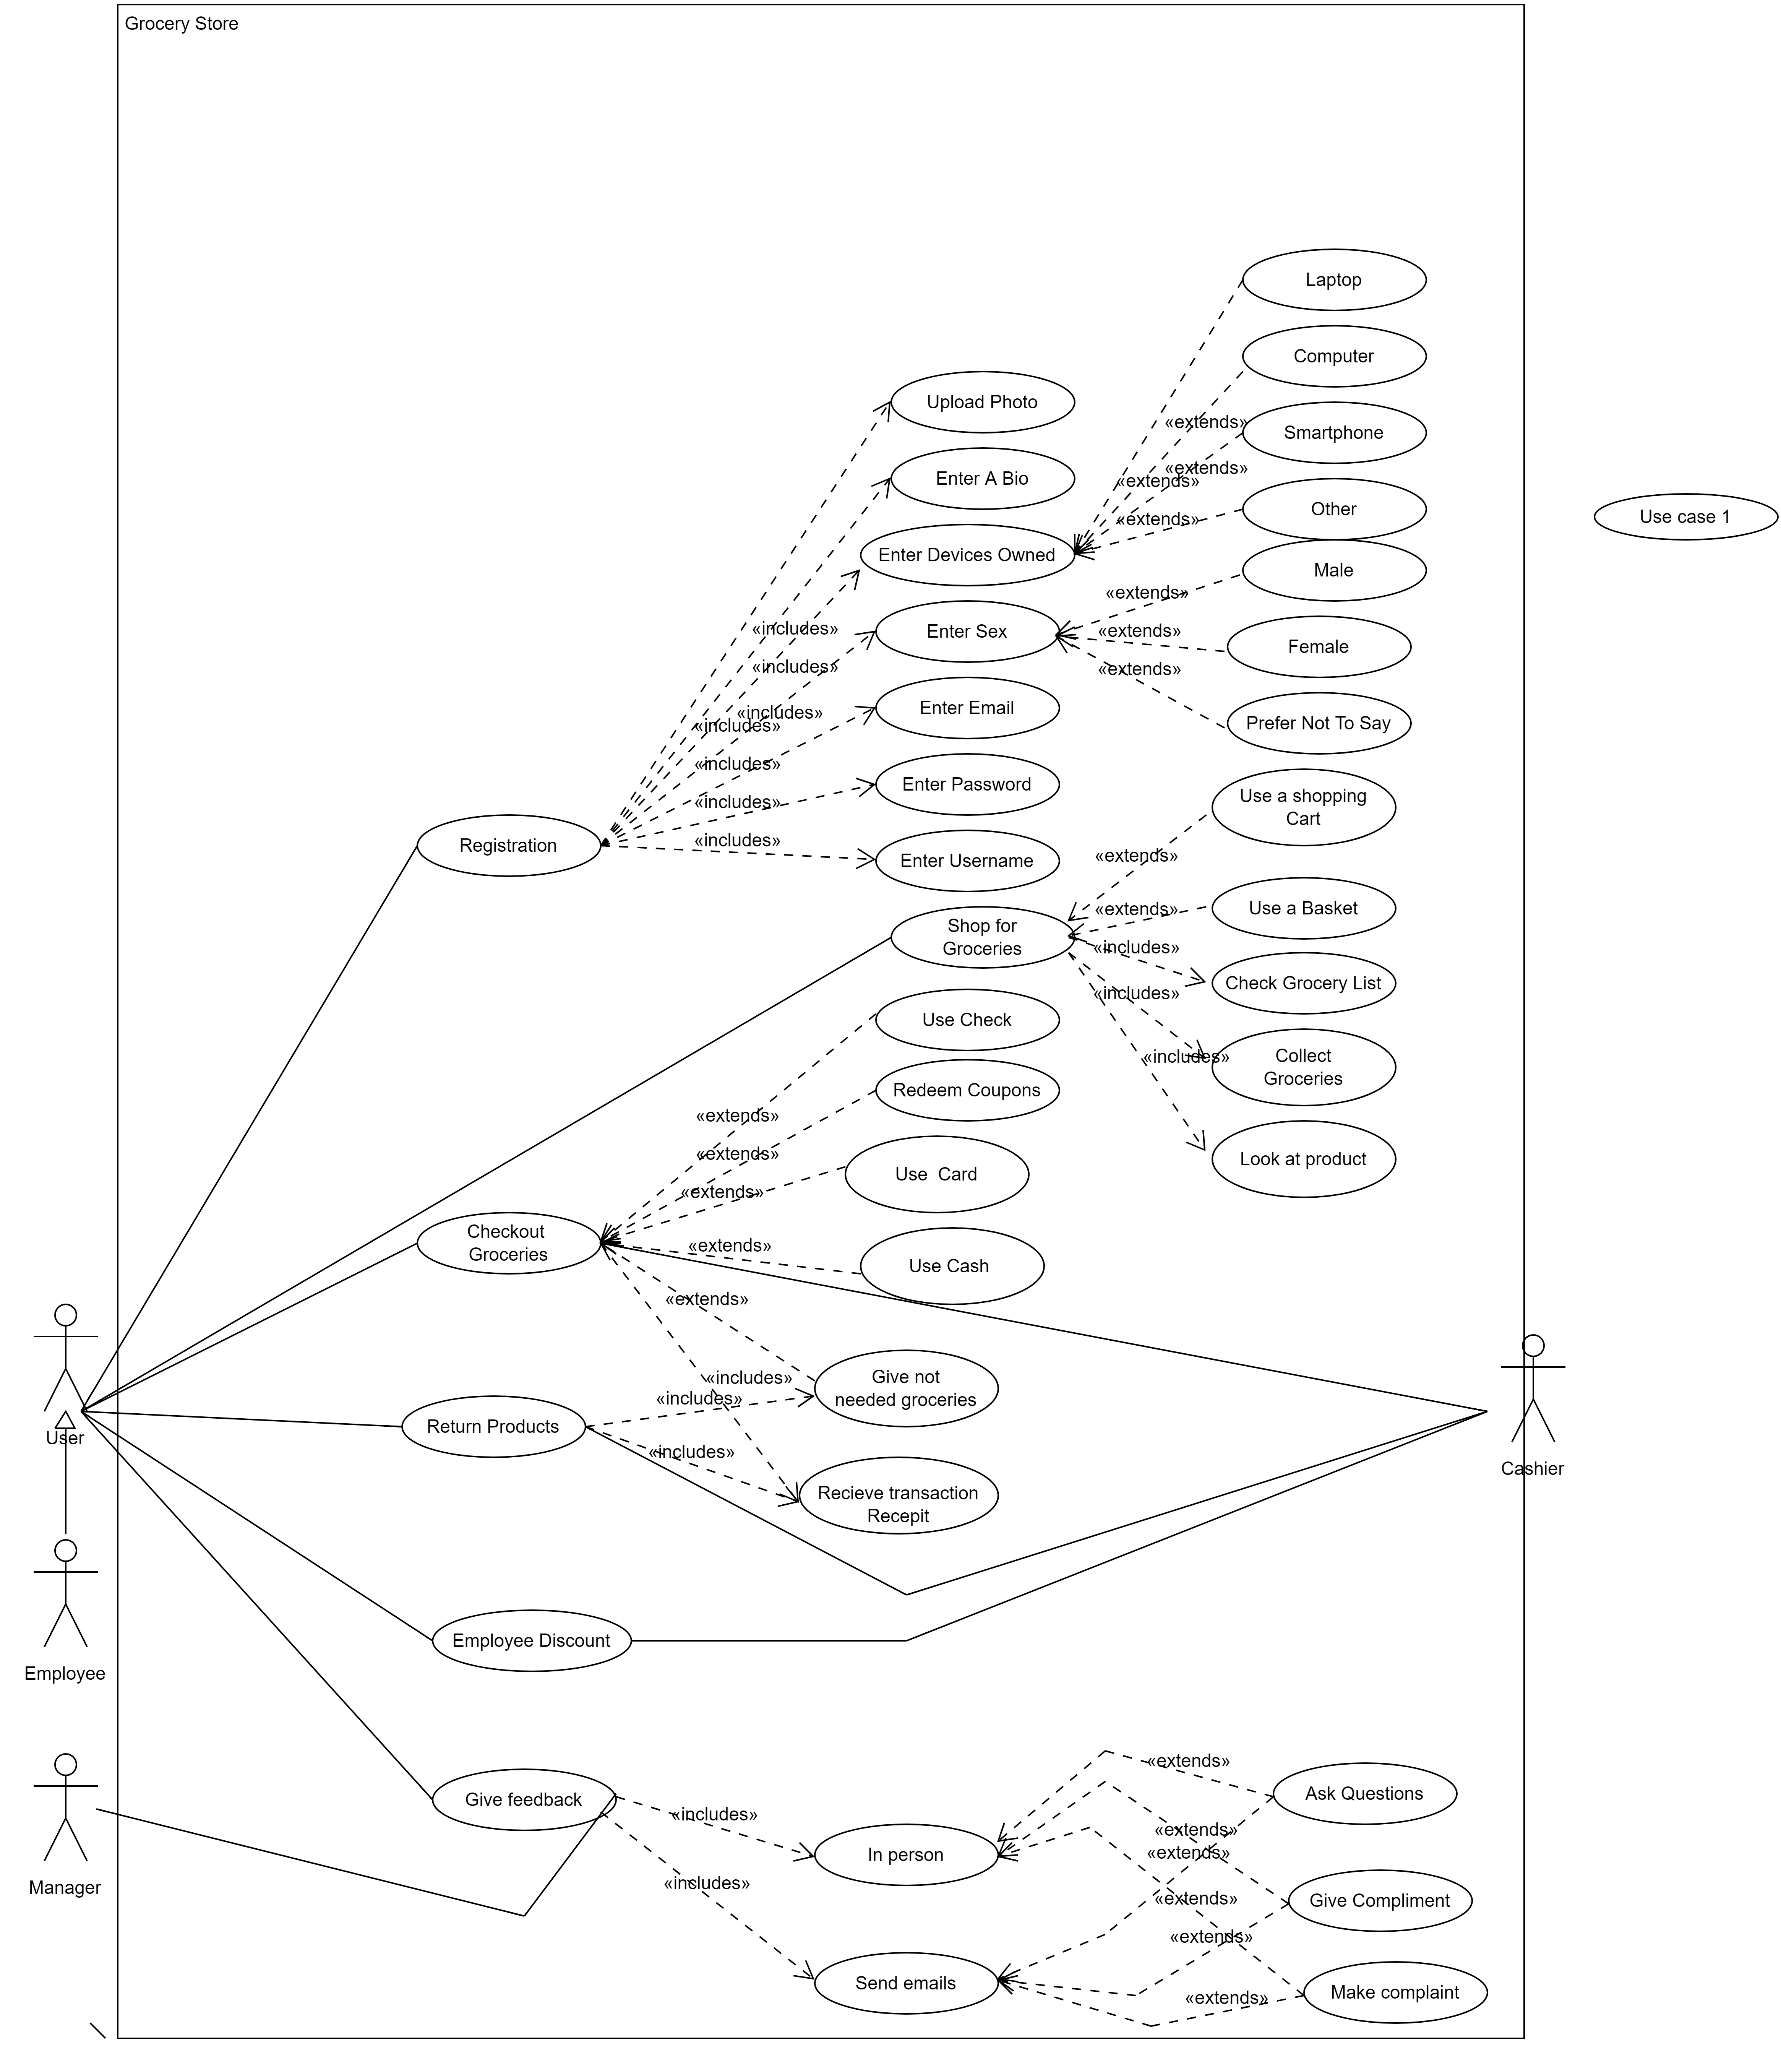 Grocery Store
Laptop
Computer
Upload Photo
«extends»
Smartphone
«extends»
Enter A Bio
«extends»
Other
Use case 1
«extends»
Enter Devices Owned
Male
«extends»
«includes»
Enter Sex
«extends»
Female
«includes»
«extends»
Enter Email
«includes»
«includes»
Prefer Not To Say
«includes»
Enter Password
«includes»
Use a shopping
Cart
«includes»
Registration
«extends»
Enter Username
«extends»
Use a Basket
Shop for
Groceries
«includes»
Check Grocery List
«includes»
Use Check
«includes»
Collect
Groceries
Redeem Coupons
«extends»
«extends»
Look at product
Use  Card
«extends»
Checkout
Groceries
«extends»
Use Cash
«extends»
«includes»
Give not
needed groceries
«includes»
Return Products
User
«includes»
Cashier
Recieve transaction
Recepit
Employee Discount
Employee
«extends»
Ask Questions
Give feedback
«includes»
«extends»
«extends»
In person
«includes»
Manager
«extends»
Give Compliment
«extends»
Send emails
«extends»
Make complaint